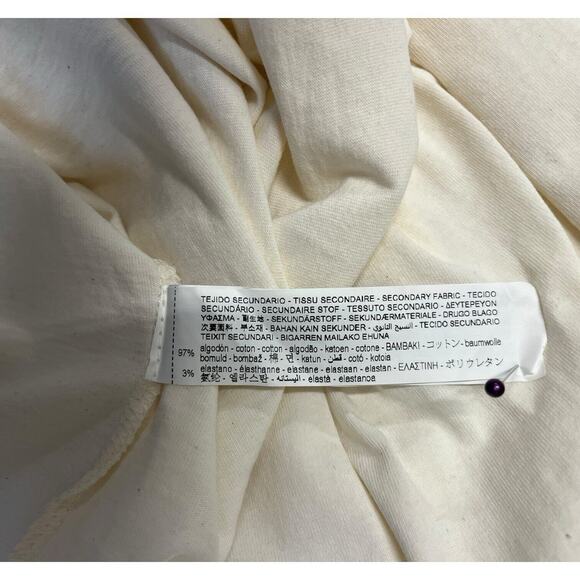 TEJIDO SECUNDARIO - TISSU SECONDAIRE - SECONDARY FABRIC - TECIDO
SECUNDÁRIO - SECUNDAIRE STOF - TESSUTO SECONDARIO - ΔΕΥΤΕΡΕΥΟΝ
ΥΦΑΣΜΑ - 副生地 - SEKUNDÄRSTOFF - SEKUNDÆRMATERIALE - DRUGO BLAGO
次要面料 - 부소재 - BAHAN KAIN SEKUNDER - النسيج الثانوي - TECIDO SECUNDARIO
TEIXIT SECUNDARI - BIGARREN MAILAKO EHUNA
97% algodón - coton - cotton - algodão - katoen - cotone - ΒΑΜΒΑΚΙ - コットン - baumwolle
bomuld - bombaž - 棉 - 면 - katun - قطن - cotó - kotoia
3% elastano - élasthanne - elastane - elastaan - elastan - ΕΛΑΣΤΙΝΗ - ポリウレタン
氨纶 - 엘라스탄 - اليستانه - elastà - elastanoa